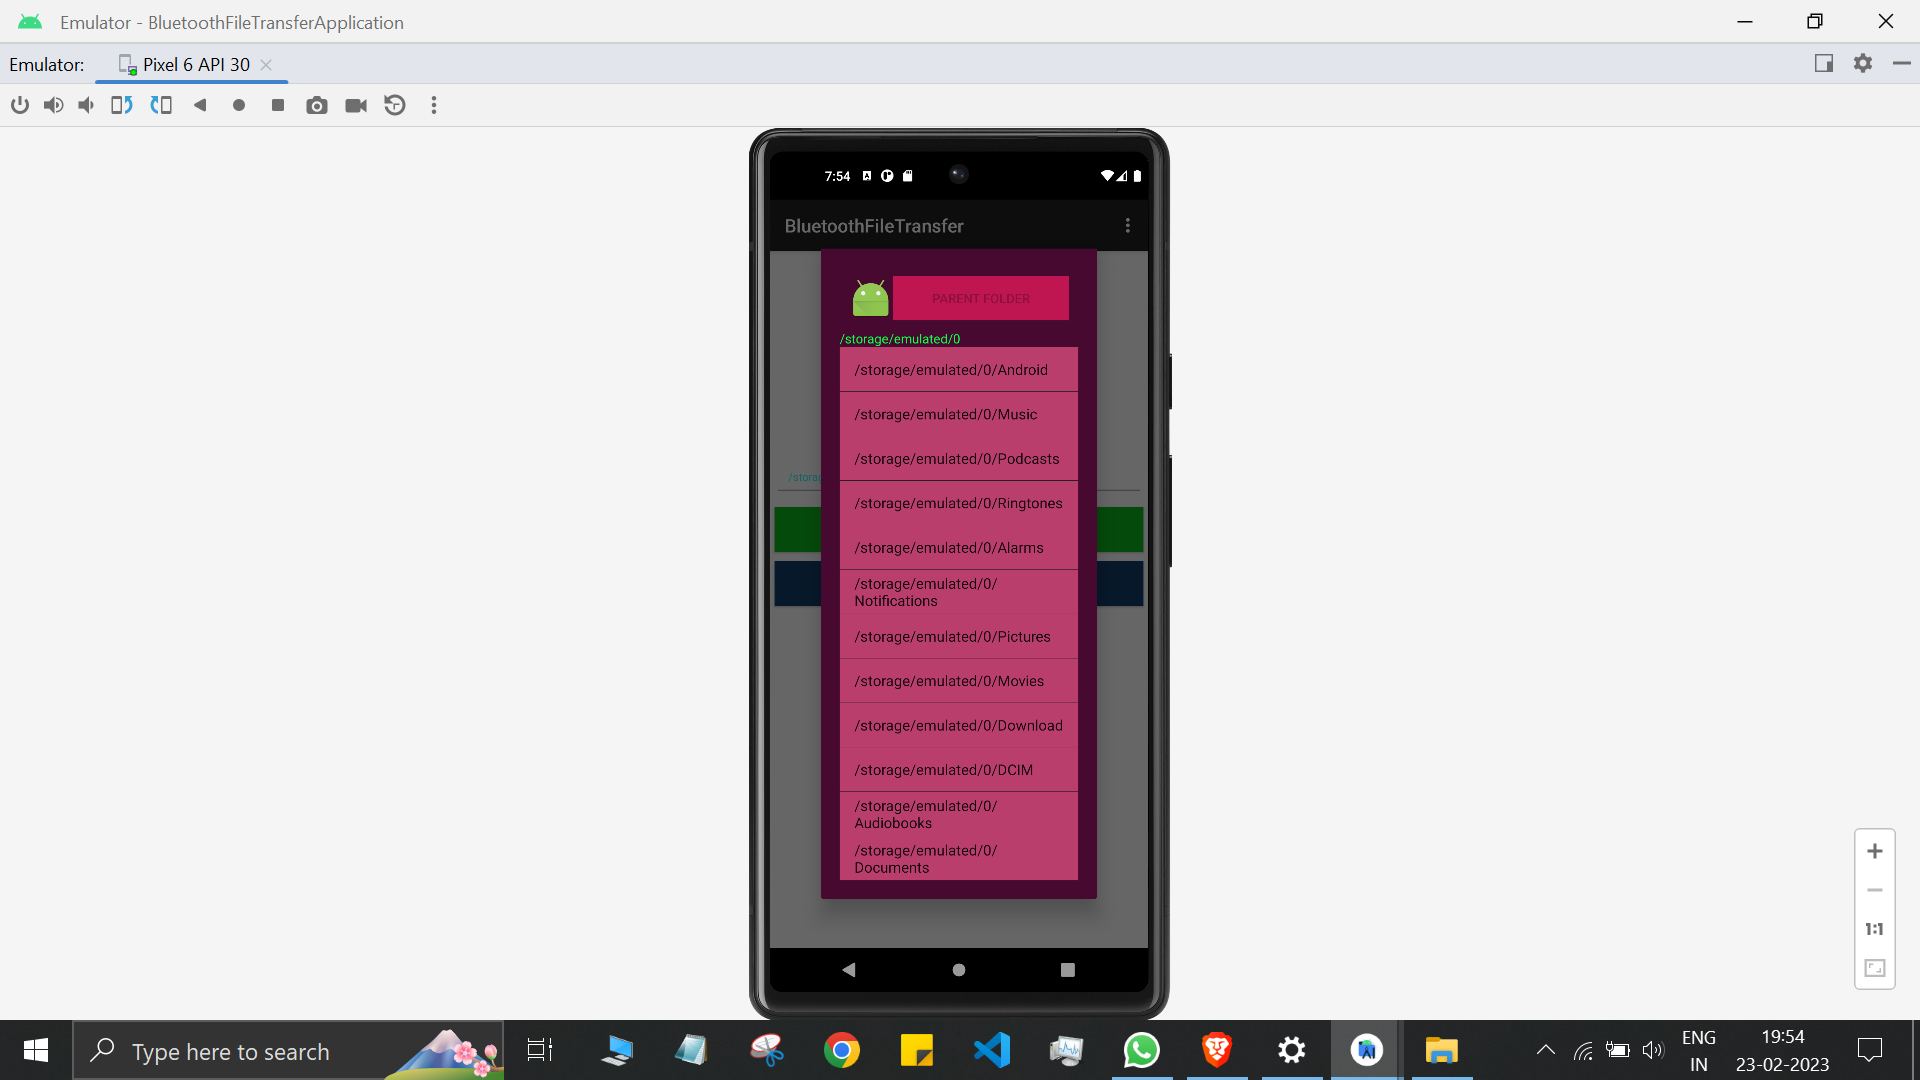 Emulator - BluetoothFileTransferApplication
Emulator:
Pixel 6 API 30
7:54
BluetoothFileTransfer
PARENT FOLDER
/storage/emulated/0
/storage/emulated/0/Android
/storage/emulated/0/Music
/storage/emulated/0/Podcasts
/storag
/storage/emulated/0/Ringtones
/storage/emulated/0/Alarms
/storage/emulated/0/
Notifications
/storage/emulated/0/Pictures
/storage/emulated/0/Movies
/storage/emulated/0/Download
/storage/emulated/0/DCIM
/storage/emulated/0/
Audiobooks
/storage/emulated/0/
Documents
1:1
Type here to search
ENG
IN
19:54
23-02-2023